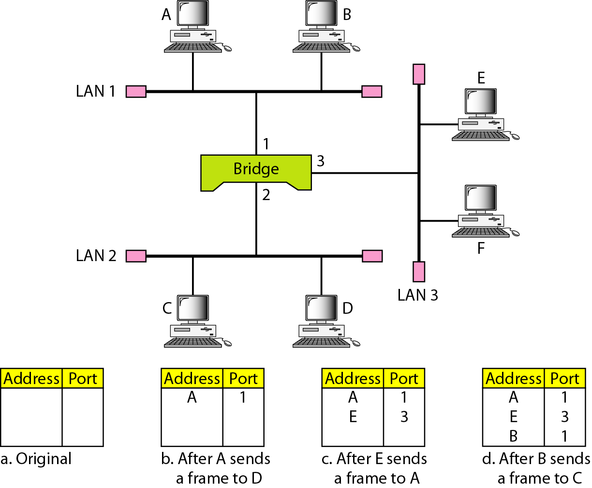 A
B
LAN 1
E
1
Bridge
3
2
F
LAN 2
LAN 3
C
D
Address Port
Address Port
A 1
Address Port
A 1
E 3
Address Port
A 1
E 3
B 1
a. Original
b. After A sends
a frame to D
c. After E sends
a frame to A
d. After B sends
a frame to C